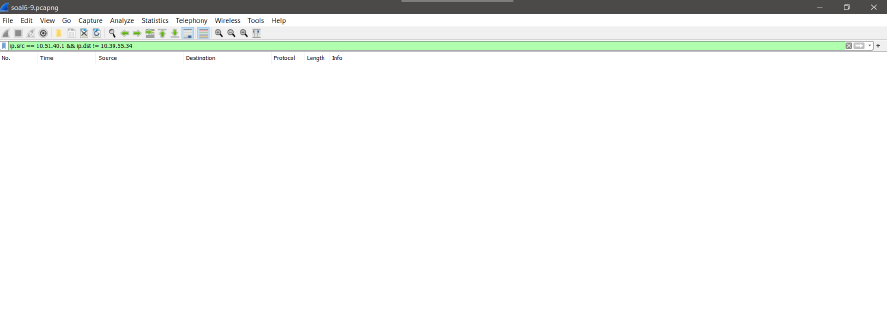 soal6-9.pcapng
File Edit View Go Capture Analyze Statistics Telephony Wireless Tools Help
ip.src == 10.51.40.1 && ip.dst != 10.39.55.34
No. Time Source Destination Protocol Length Info